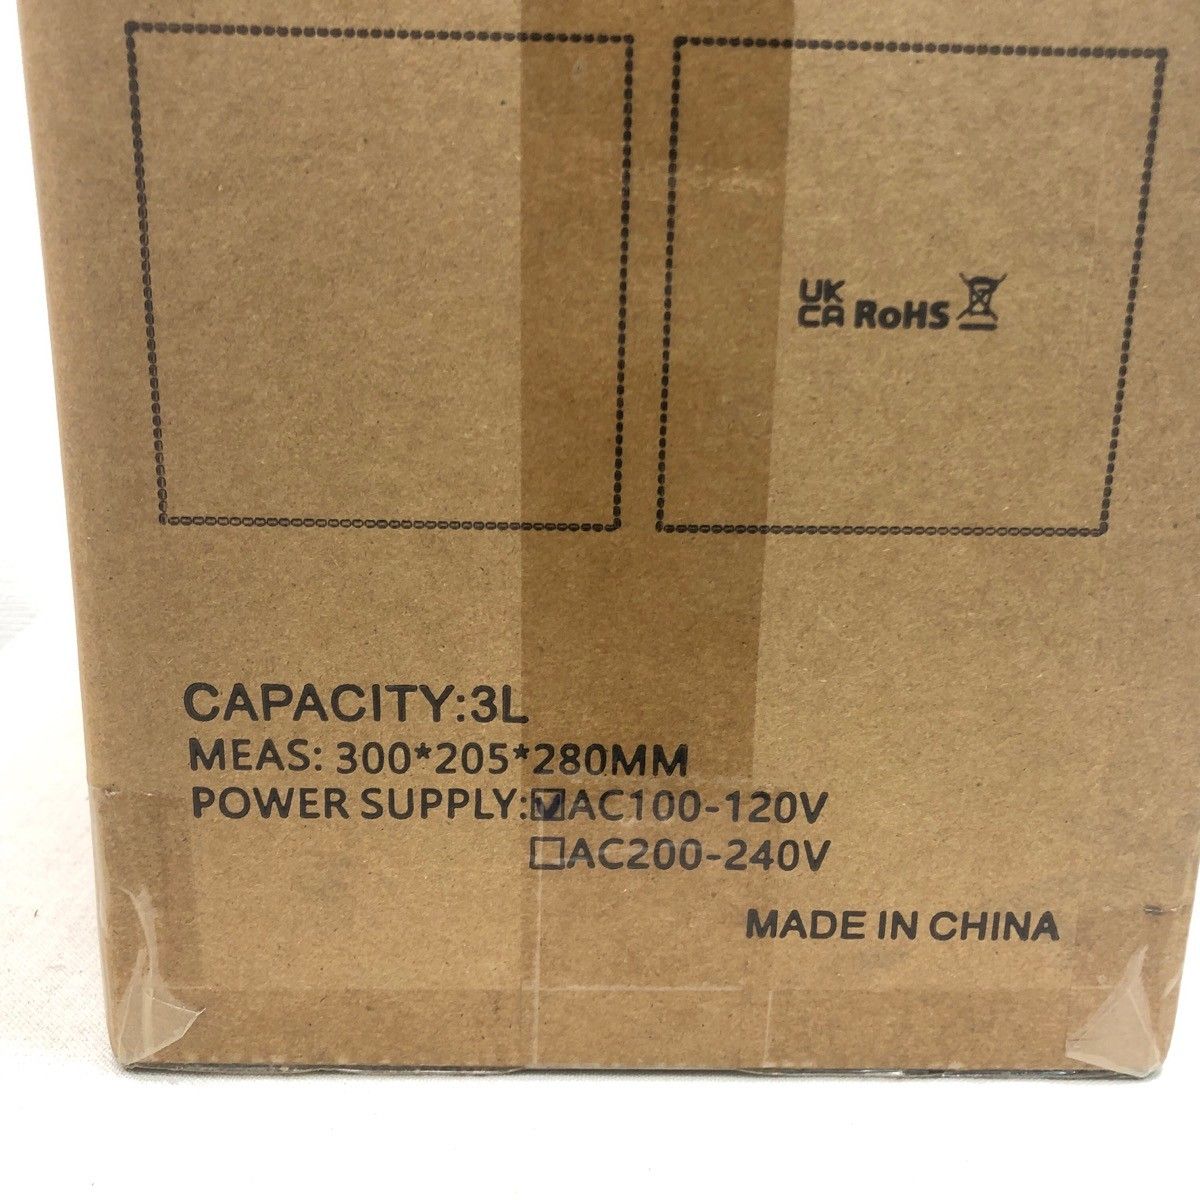 UK
CA RoHS
CAPACITY:3L
MEAS: 300*205*280MM
POWER SUPPLY:☑AC100-120V
☐AC200-240V
MADE IN CHINA